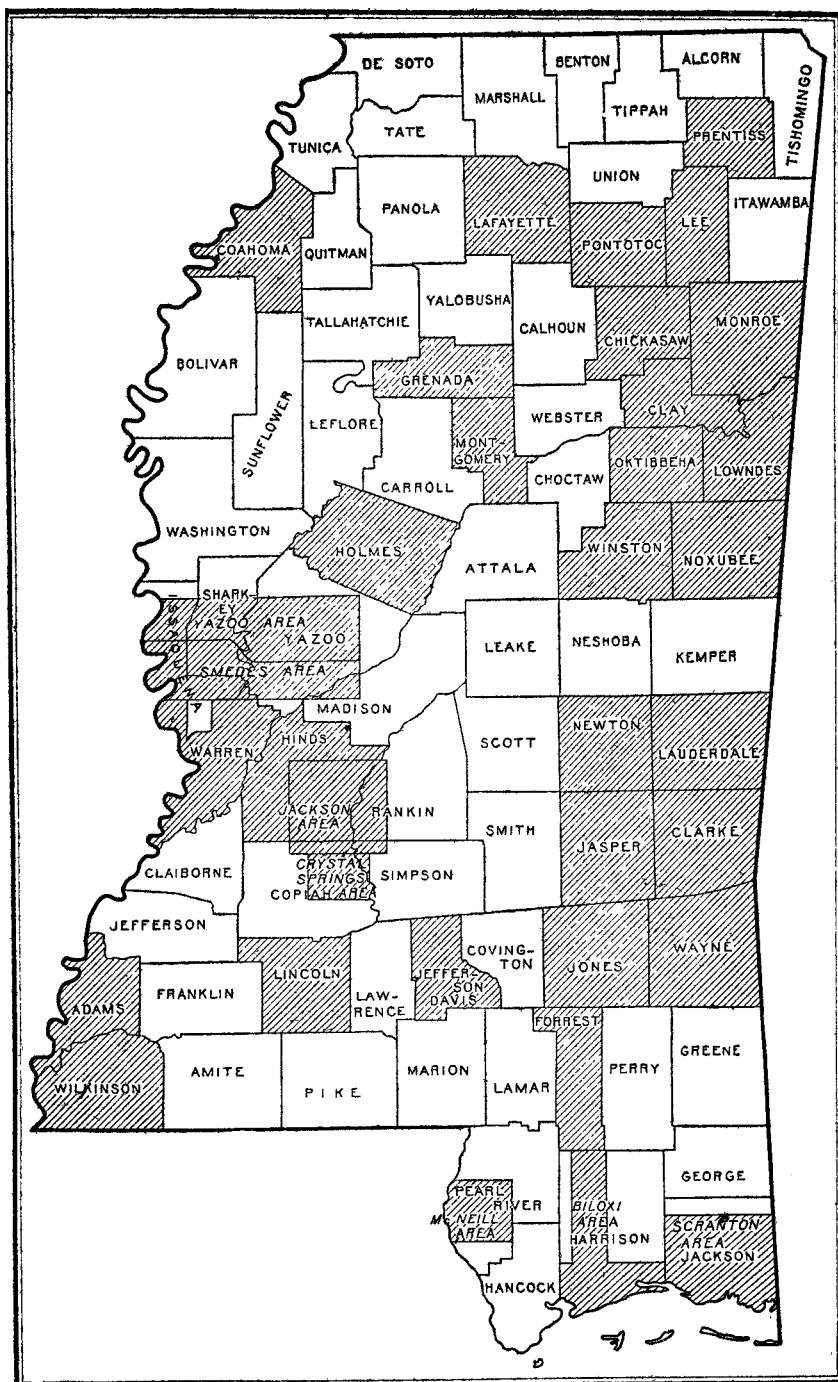 DE SOTO
BENTON
ALCORN
MARSHALL
TIPPAH
TISHOMINGO
TUNICA
TATE
PRENTISS
UNION
PANOLA
ITAWAMBA
LAFAYETTE
LEE
COAHOMA
QUITMAN
PONTOTOC
YALOBUSHA
TALLAHATCHIE
CALHOUN
MONROE
CHICKASAW
BOLIVAR
GRENADA
SUNFLOWER
LEFLORE
WEBSTER
CLAY
MONT-
GOMERY
OKTIBBEHA
LOWNDES
CARROLL
CHOCTAW
WASHINGTON
HOLMES
WINSTON
NOXUBEE
ATTALA
SHARK-
EY
ISSAQUENA
YAZOO AREA
YAZOO
LEAKE
NESHOBA
KEMPER
SMEDES AREA
MADISON
WARREN
HINDS
SCOTT
NEWTON
LAUDERDALE
JACKSON
AREA
RANKIN
SMITH
JASPER
CLARKE
CLAIBORNE
CRYSTAL
SPRINGS
COPIAH AREA
SIMPSON
JEFFERSON
COVING-
TON
WAYNE
LINCOLN
JEFFER-
SON
DAVIS
JONES
ADAMS
FRANKLIN
LAW-
RENCE
FORREST
WILKINSON
AMITE
PIKE
MARION
LAMAR
PERRY
GREENE
GEORGE
PEARL
RIVER
MCNEILL
AREA
BILOXI
AREA
HARRISON
SCRANTON
AREA
JACKSON
HANCOCK